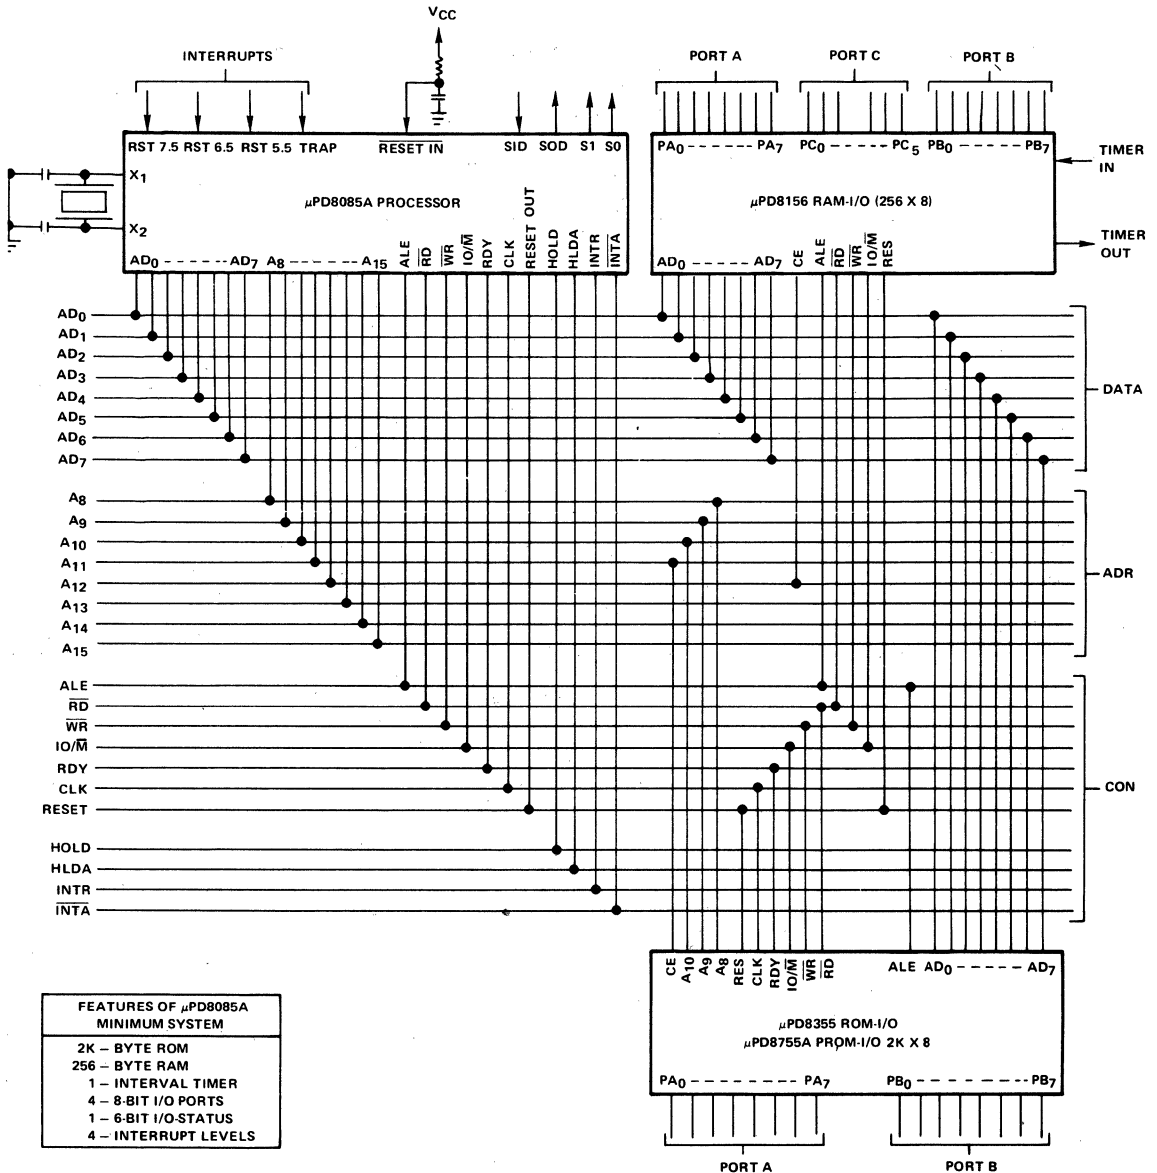 VCC
INTERRUPTS
PORT A
PORT C
PORT B
RST 7.5 RST 6.5 RST 5.5 TRAP
RESET IN
SID SOD S1 S0
PA0 - - - - - - PA7
PC0 - - - - - PC5
PB0 - - - - - - PB7
TIMER IN
X1
X2
μPD8085A PROCESSOR
μPD8156 RAM-I/O (256 X 8)
TIMER OUT
AD0 - - - - - - - AD7 A8 - - - - - - - A15
ALE
RD
WR
IO/M
RDY
CLK
RESET OUT
HOLD
HLDA
INTR
INTA
AD0 - - - - - - - AD7
CE
ALE
RD
WR
IO/M
RES
AD0
AD1
AD2
AD3
AD4
AD5
AD6
AD7
DATA
A8
A9
A10
A11
A12
A13
A14
A15
ADR
ALE
RD
WR
IO/M
RDY
CLK
RESET
HOLD
HLDA
INTR
INTA
CON
CE
A10
A9
A8
RES
CLK
RDY
IO/M
WR
RD
ALE AD0 - - - - - - AD7
μPD8355 ROM-I/O
μPD8755A PROM-I/O 2K X 8
PA0 - - - - - - - - - PA7
PB0 - - - - - - - - PB7
PORT A
PORT B
FEATURES OF μPD8085A
MINIMUM SYSTEM
2K – BYTE ROM
256 – BYTE RAM
1 – INTERVAL TIMER
4 – 8-BIT I/O PORTS
1 – 6-BIT I/O-STATUS
4 – INTERRUPT LEVELS